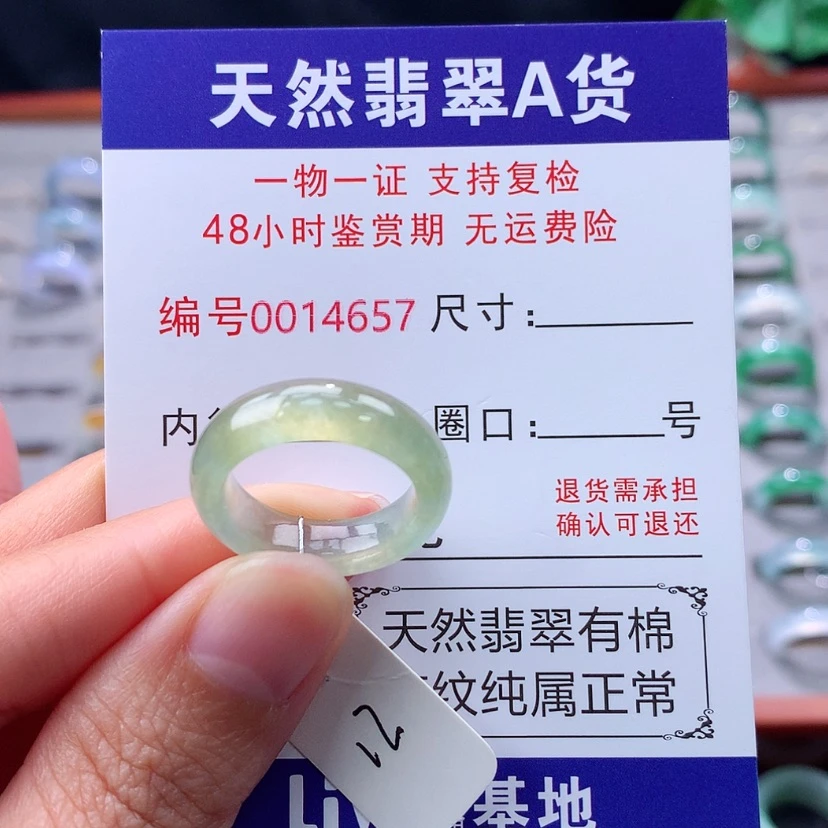 天然翡翠A货
一物一证 支持复检
48小时鉴赏期 无运费险
编号0014657 尺寸:
内 圈口: 号
退货需承担
确认可退还
天然翡翠有棉
纹纯属正常
12
基地